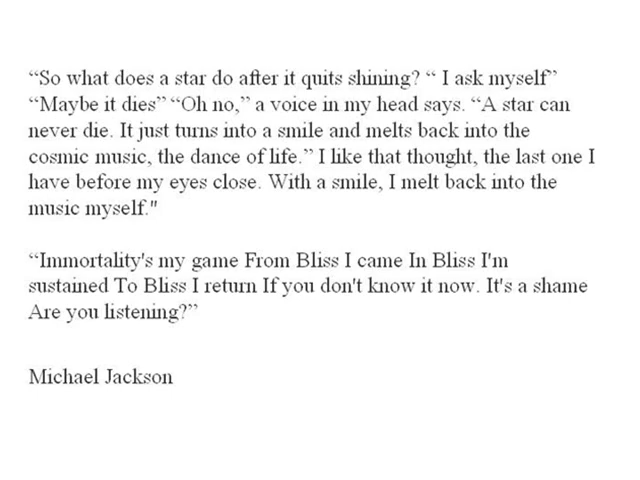 “So what does a star do after it quits shining? “ I ask myself”
“Maybe it dies” “Oh no,” a voice in my head says. “A star can
never die. It just turns into a smile and melts back into the
cosmic music, the dance of life.” I like that thought, the last one I
have before my eyes close. With a smile, I melt back into the
music myself."
“Immortality's my game From Bliss I came In Bliss I'm
sustained To Bliss I return If you don't know it now. It's a shame
Are you listening?”
Michael Jackson